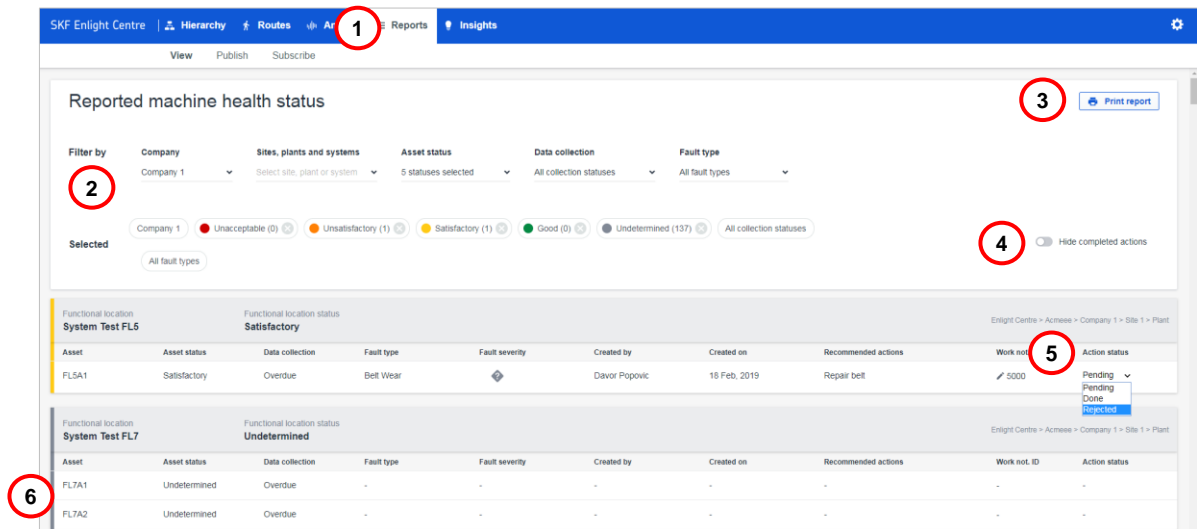 SKF Enlight Centre | Hierarchy Routes An 1 Reports Insights
View Publish Subscribe
Reported machine health status 3 Print report
Filter by Company Sites, plants and systems Asset status Data collection Fault type
2 Company 1 Select site, plant or system 5 statuses selected All collection statuses All fault types
Company 1 Unacceptable (0) Unsatisfactory (1) Satisfactory (1) Good (0) Undetermined (137) All collection statuses
Selected 4 Hide completed actions
All fault types
Functional location Functional location status
System Test FL5 Satisfactory Enlight Centre > Acmeee > Company 1 > Site 1 > Plant
Asset Asset status Data collection Fault type Fault severity Created by Created on Recommended actions Work not. 5 Action status
FL5A1 Satisfactory Overdue Belt Wear ? Davor Popovic 18 Feb, 2019 Repair belt 5000 Pending
Pending
Done
Rejected
Functional location Functional location status
System Test FL7 Undetermined Enlight Centre > Acmeee > Company 1 > Site 1 > Plant
Asset Asset status Data collection Fault type Fault severity Created by Created on Recommended actions Work not. ID Action status
6 FL7A1 Undetermined Overdue - - - - - - -
FL7A2 Undetermined Overdue - - - - - - -